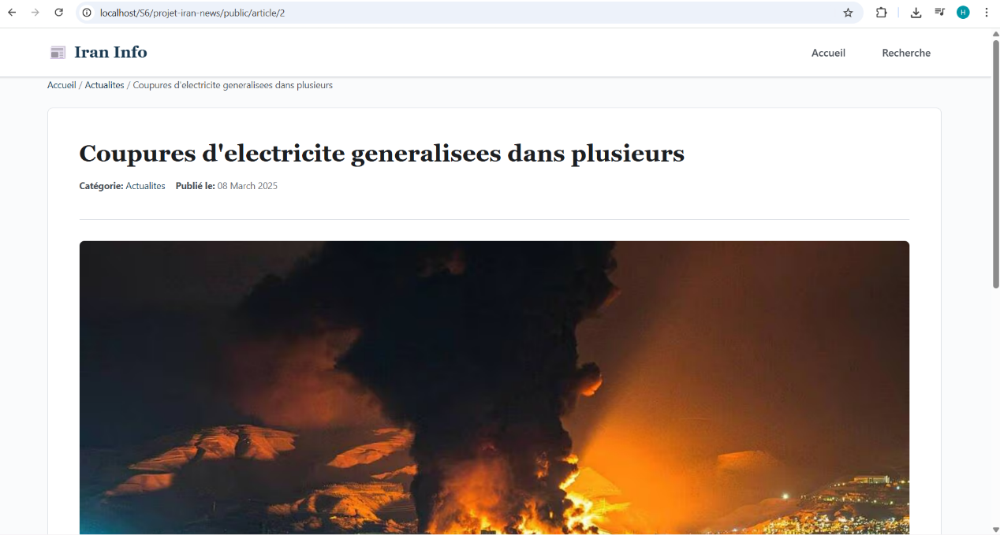 localhost/S6/projet-iran-news/public/article/2
H
Iran Info
Accueil
Recherche
Accueil / Actualites / Coupures d'electricite generalisees dans plusieurs
Coupures d'electricite generalisees dans plusieurs
Catégorie: Actualites Publié le: 08 March 2025